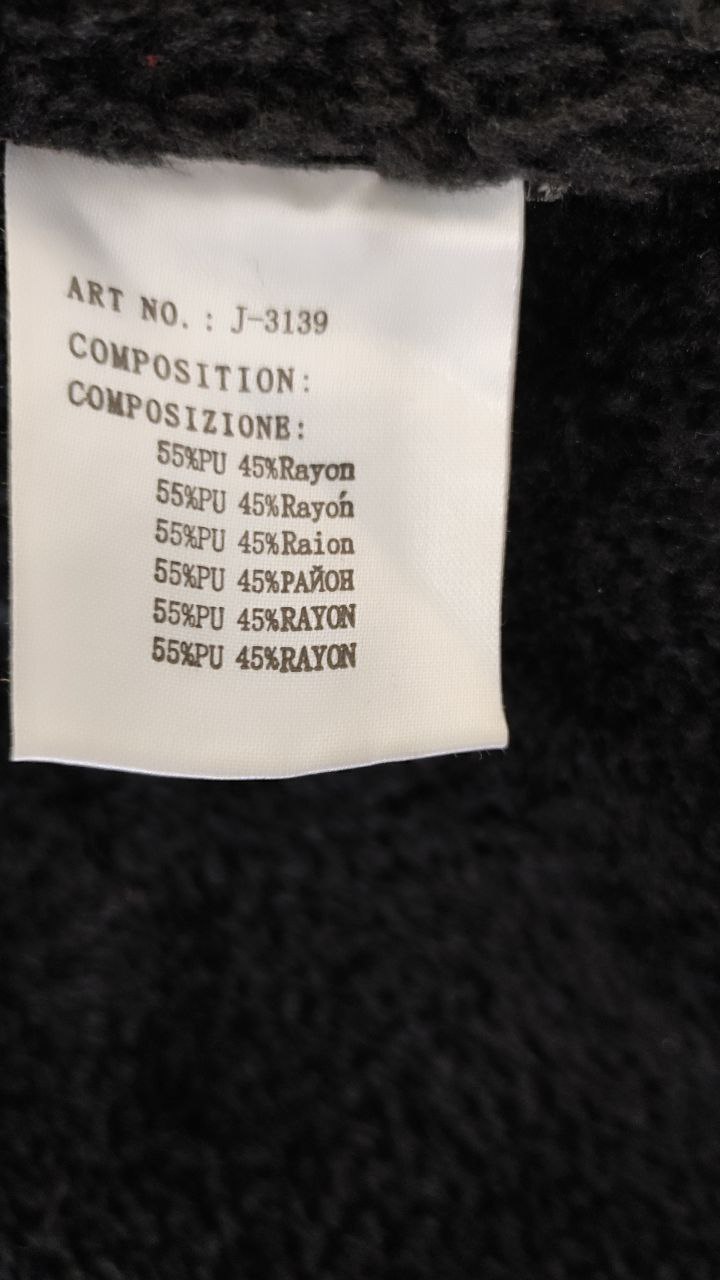 ART NO. : J-3139
COMPOSITION:
COMPOSIZIONE:
55%PU 45%Rayon
55%PU 45%Rayoń
55%PU 45%Raion
55%PU 45%РАЙОН
55%PU 45%RAYON
55%PU 45%RAYON